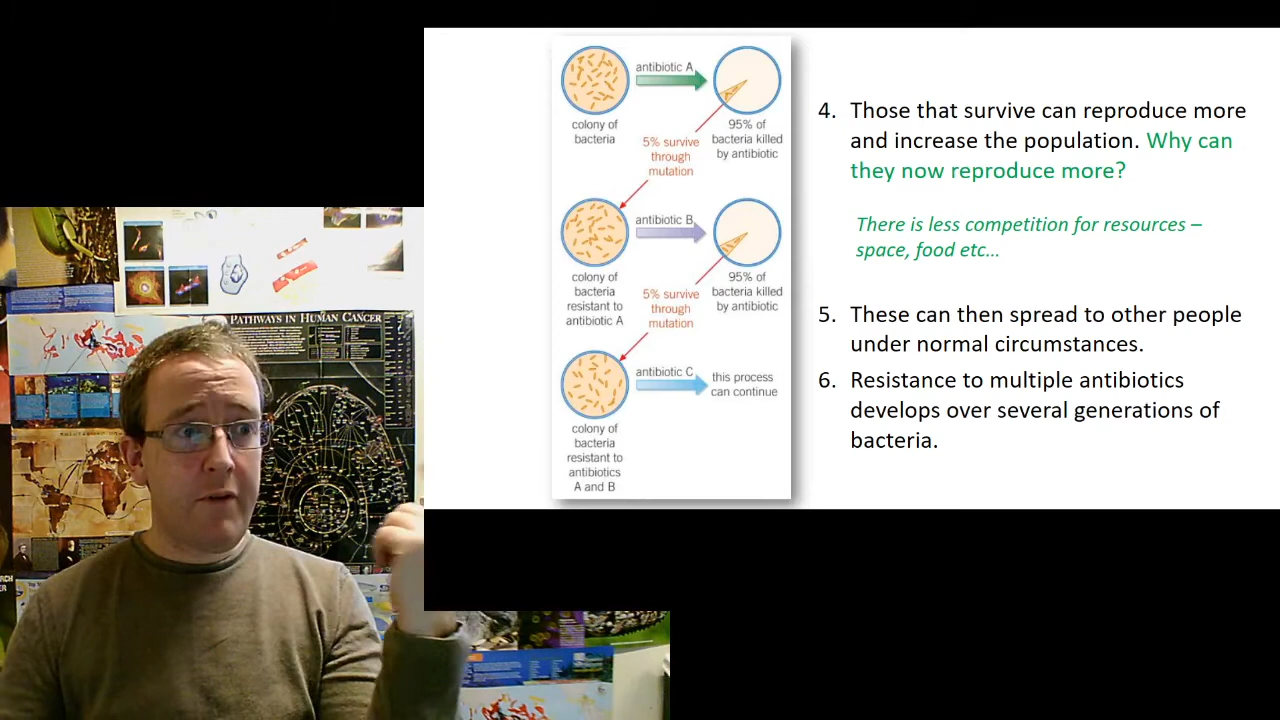 antibiotic A
colony of
bacteria
95% of
bacteria killed
by antibiotic
5% survive
through
mutation
antibiotic B
colony of
bacteria
resistant to
antibiotic A
95% of
bacteria killed
by antibiotic
5% survive
through
mutation
antibiotic C
this process
can continue
colony of
bacteria
resistant to
antibiotics
A and B
4. Those that survive can reproduce more
and increase the population. Why can
they now reproduce more?
There is less competition for resources –
space, food etc…
5. These can then spread to other people
under normal circumstances.
6. Resistance to multiple antibiotics
develops over several generations of
bacteria.
PATHWAYS IN HUMAN CANCER